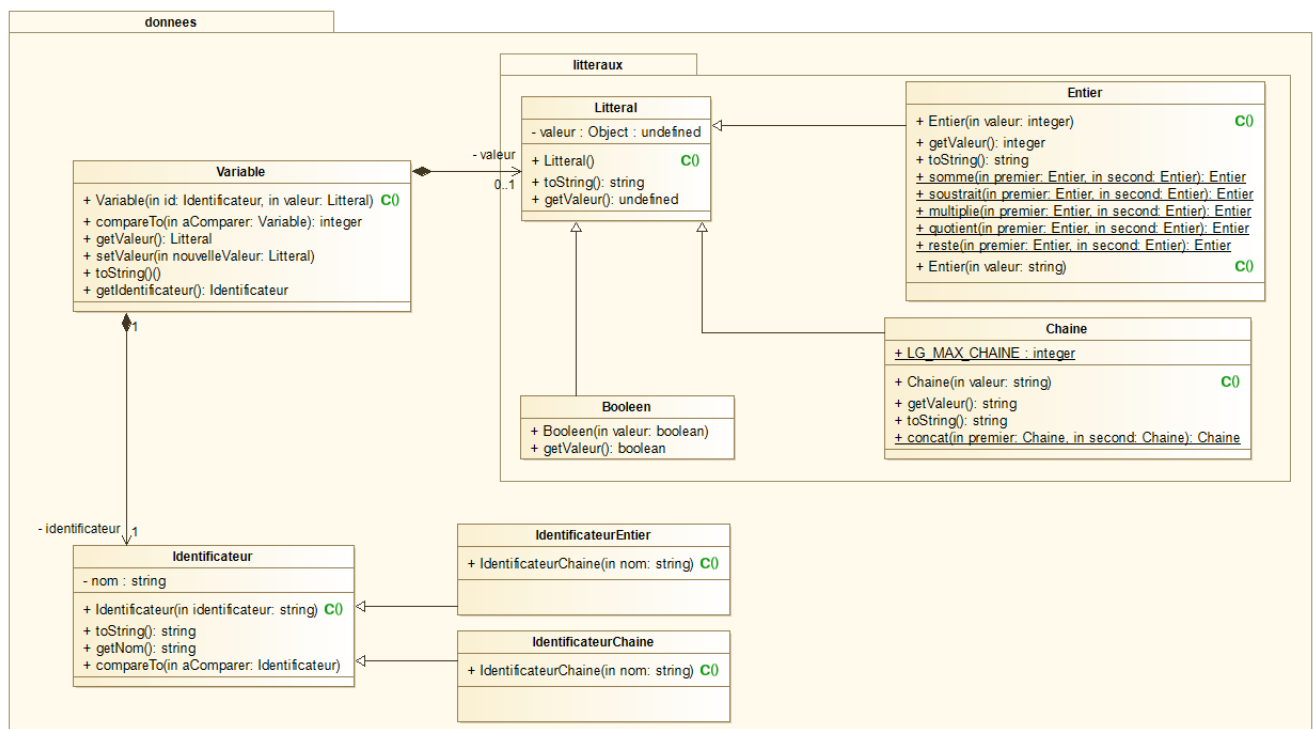 donnees
litteraux
Litteral
- valeur : Object : undefined
+ Litteral() C()
+ toString(): string
+ getValeur(): undefined
Entier
+ Entier(in valeur: integer) C()
+ getValeur(): integer
+ toString(): string
+ somme(in premier: Entier, in second: Entier): Entier
+ soustrait(in premier: Entier, in second: Entier): Entier
+ multiplie(in premier: Entier, in second: Entier): Entier
+ quotient(in premier: Entier, in second: Entier): Entier
+ reste(in premier: Entier, in second: Entier): Entier
+ Entier(in valeur: string) C()
- valeur
0..1
Variable
+ Variable(in id: Identificateur, in valeur: Litteral) C()
+ compareTo(in aComparer: Variable): integer
+ getValeur(): Litteral
+ setValeur(in nouvelleValeur: Litteral)
+ toString()()
+ getIdentificateur(): Identificateur
1
Chaine
+ LG_MAX_CHAINE : integer
+ Chaine(in valeur: string) C()
+ getValeur(): string
+ toString(): string
+ concat(in premier: Chaine, in second: Chaine): Chaine
Booleen
+ Booleen(in valeur: boolean)
+ getValeur(): boolean
- identificateur
1
Identificateur
- nom : string
+ Identificateur(in identificateur: string) C()
+ toString(): string
+ getNom(): string
+ compareTo(in aComparer: Identificateur)
IdentificateurEntier
+ IdentificateurChaine(in nom: string) C()
IdentificateurChaine
+ IdentificateurChaine(in nom: string) C()